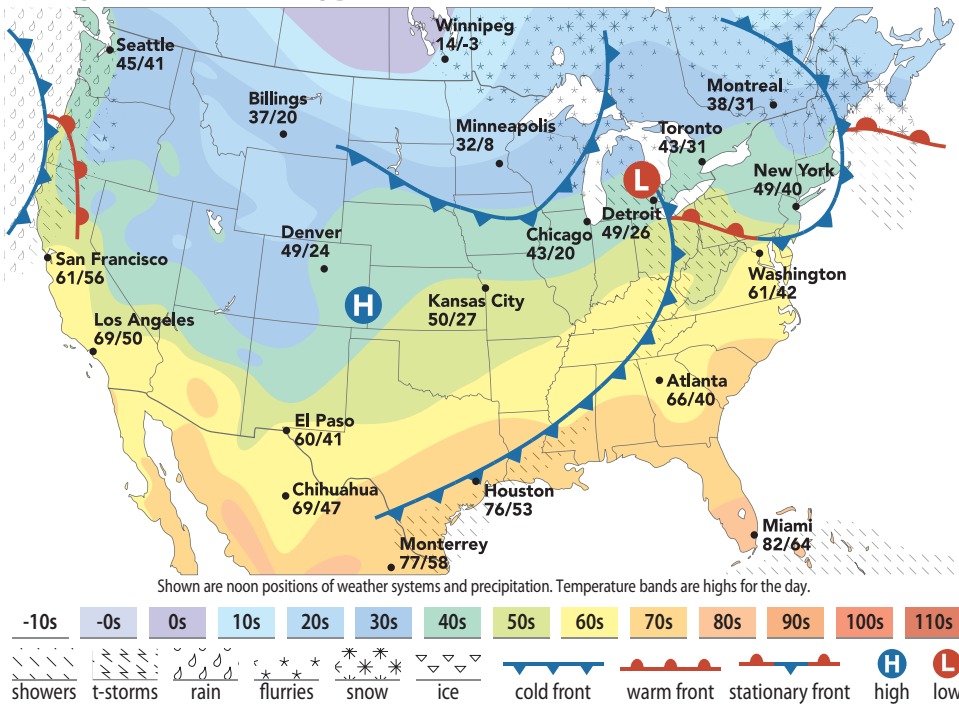 Winnipeg
14/-3
Seattle
45/41
Billings
37/20
Montreal
38/31
Minneapolis
32/8
Toronto
43/31
New York
49/40
L
Detroit
49/26
Denver
49/24
Chicago
43/20
San Francisco
61/56
Washington
61/42
H
Kansas City
50/27
Los Angeles
69/50
Atlanta
66/40
El Paso
60/41
Chihuahua
69/47
Houston
76/53
Miami
82/64
Monterrey
77/58
Shown are noon positions of weather systems and precipitation. Temperature bands are highs for the day.
-10s -0s 0s 10s 20s 30s 40s 50s 60s 70s 80s 90s 100s 110s
H L
showers t-storms rain flurries snow ice cold front warm front stationary front high low